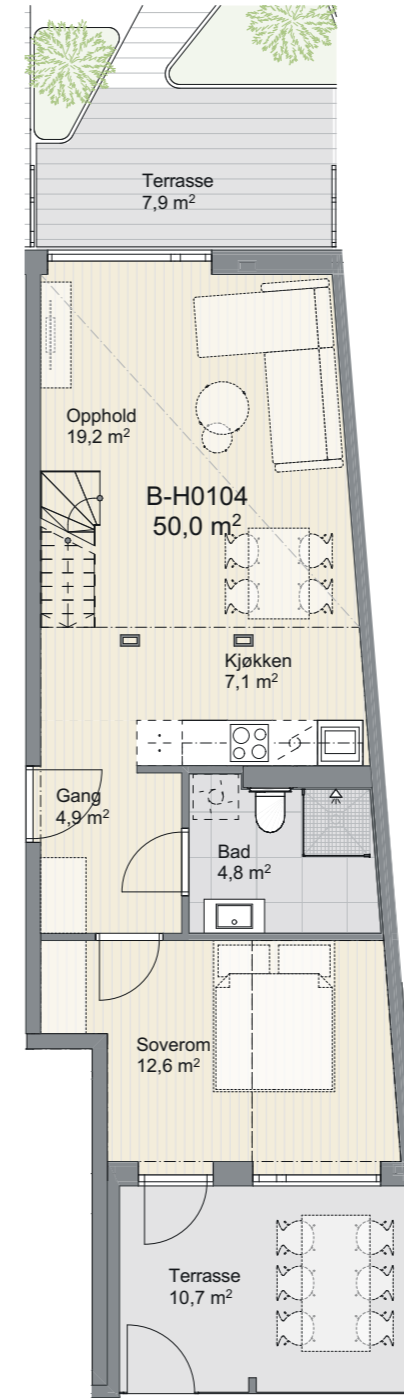 Terrasse
7,9 m²
Opphold
19,2 m²
B-H0104
50,0 m²
Kjøkken
7,1 m²
Gang
4,9 m²
Bad
4,8 m²
Soverom
12,6 m²
Terrasse
10,7 m²